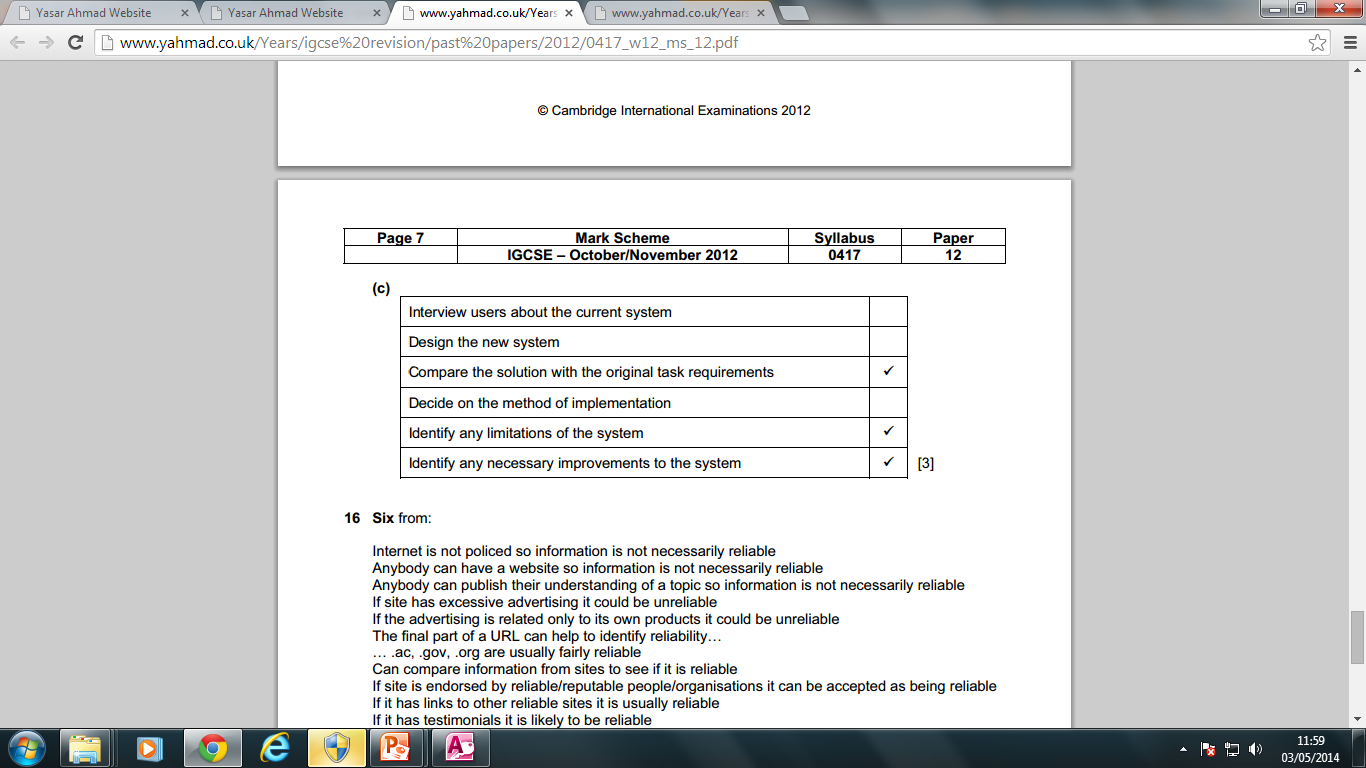 Yasar Ahmad Website
Yasar Ahmad Website
www.yahmad.co.uk/Years
www.yahmad.co.uk/Years
www.yahmad.co.uk/Years/igcse%20revision/past%20papers/2012/0417_w12_ms_12.pdf
© Cambridge International Examinations 2012
Page 7 Mark Scheme Syllabus Paper
IGCSE – October/November 2012 0417 12
(c)
Interview users about the current system
Design the new system
Compare the solution with the original task requirements ✓
Decide on the method of implementation
Identify any limitations of the system ✓
Identify any necessary improvements to the system ✓ [3]
16 Six from:
Internet is not policed so information is not necessarily reliable
Anybody can have a website so information is not necessarily reliable
Anybody can publish their understanding of a topic so information is not necessarily reliable
If site has excessive advertising it could be unreliable
If the advertising is related only to its own products it could be unreliable
The final part of a URL can help to identify reliability…
… .ac, .gov, .org are usually fairly reliable
Can compare information from sites to see if it is reliable
If site is endorsed by reliable/reputable people/organisations it can be accepted as being reliable
If it has links to other reliable sites it is usually reliable
If it has testimonials it is likely to be reliable
11:59
03/05/2014